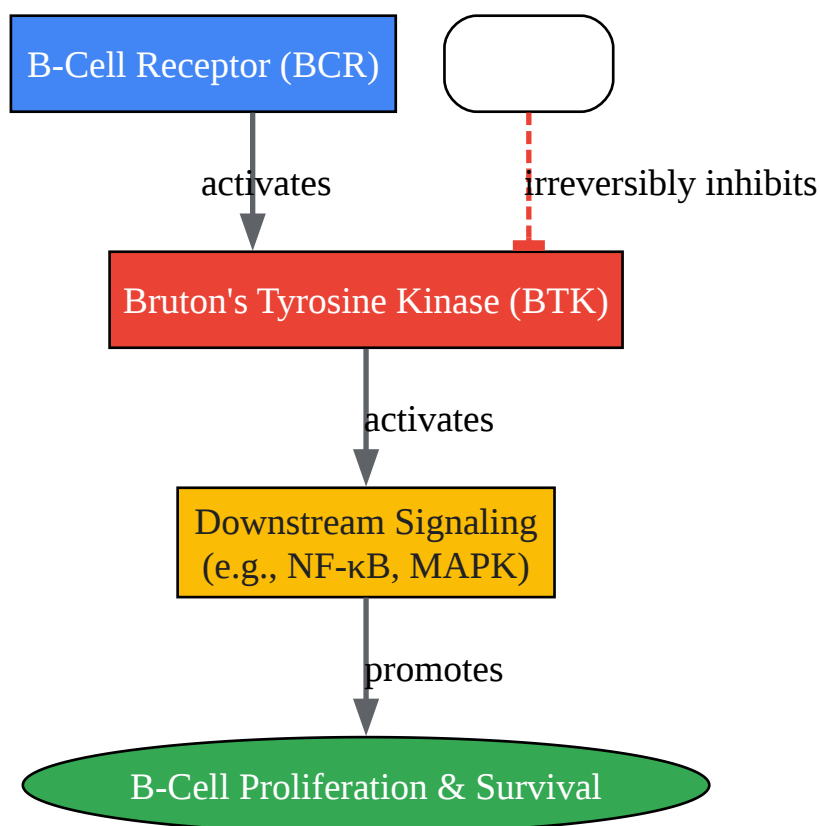 B-Cell Receptor (BCR)
activates
irreversibly inhibits
Bruton's Tyrosine Kinase (BTK)
activates
Downstream Signaling
(e.g., NF-κB, MAPK)
promotes
B-Cell Proliferation & Survival